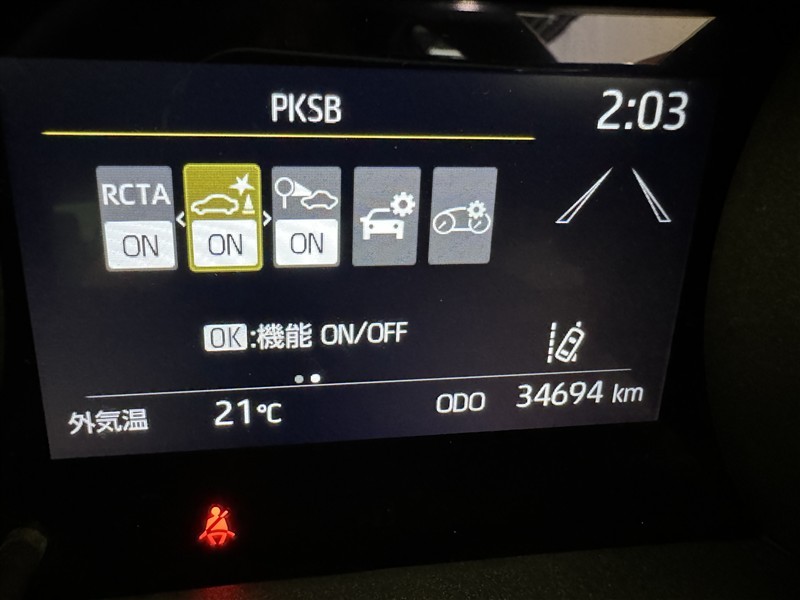 PKSB
2:03
RCTA
ON
ON
ON
OK:機能 ON/OFF
外気温 21℃ ODO 34694 km